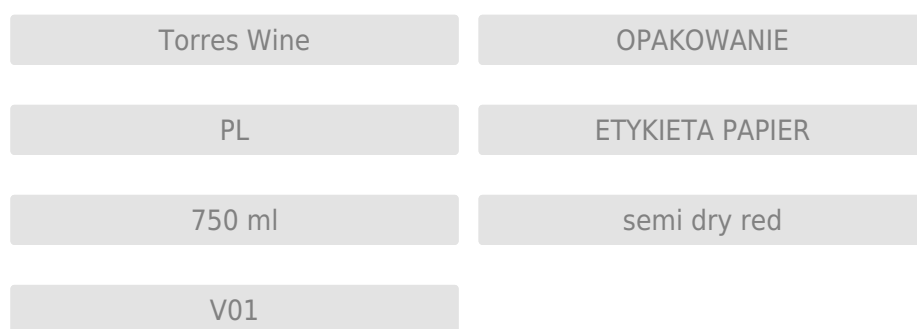 Torres Wine
OPAKOWANIE
PL
ETYKIETA PAPIER
750 ml
semi dry red
V01